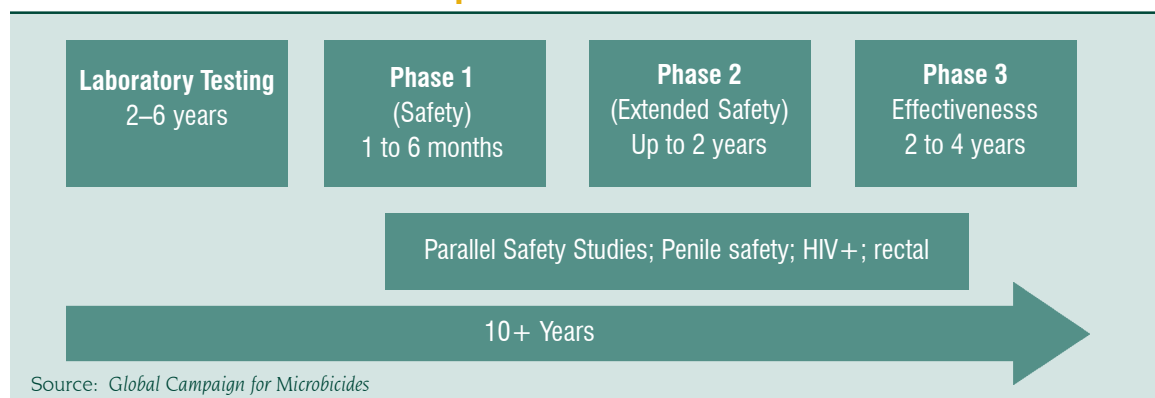 Laboratory Testing
2–6 years
Phase 1
(Safety)
1 to 6 months
Phase 2
(Extended Safety)
Up to 2 years
Phase 3
Effectivenesss
2 to 4 years
Parallel Safety Studies; Penile safety; HIV+; rectal
10+ Years
Source: Global Campaign for Microbicides